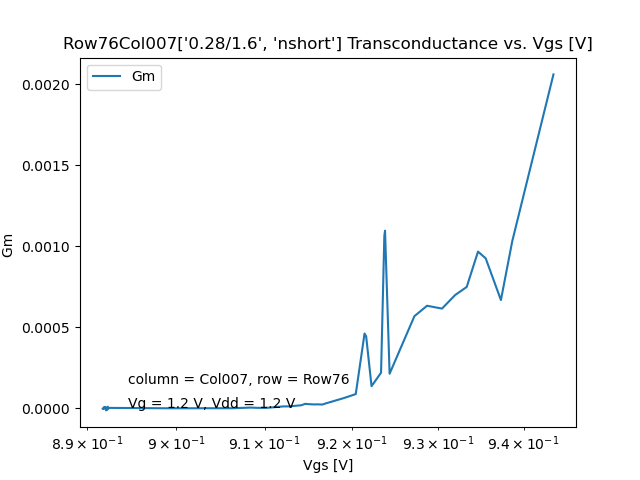 Row76Col007['0.28/1.6', 'nshort'] Transconductance vs. Vgs [V]
Gm
0.0020
0.0015
0.0010
0.0005
0.0000
Gm
column = Col007, row = Row76
Vg = 1.2 V, Vdd = 1.2 V
8.9 × 10⁻¹ 9 × 10⁻¹ 9.1 × 10⁻¹ 9.2 × 10⁻¹ 9.3 × 10⁻¹ 9.4 × 10⁻¹
Vgs [V]